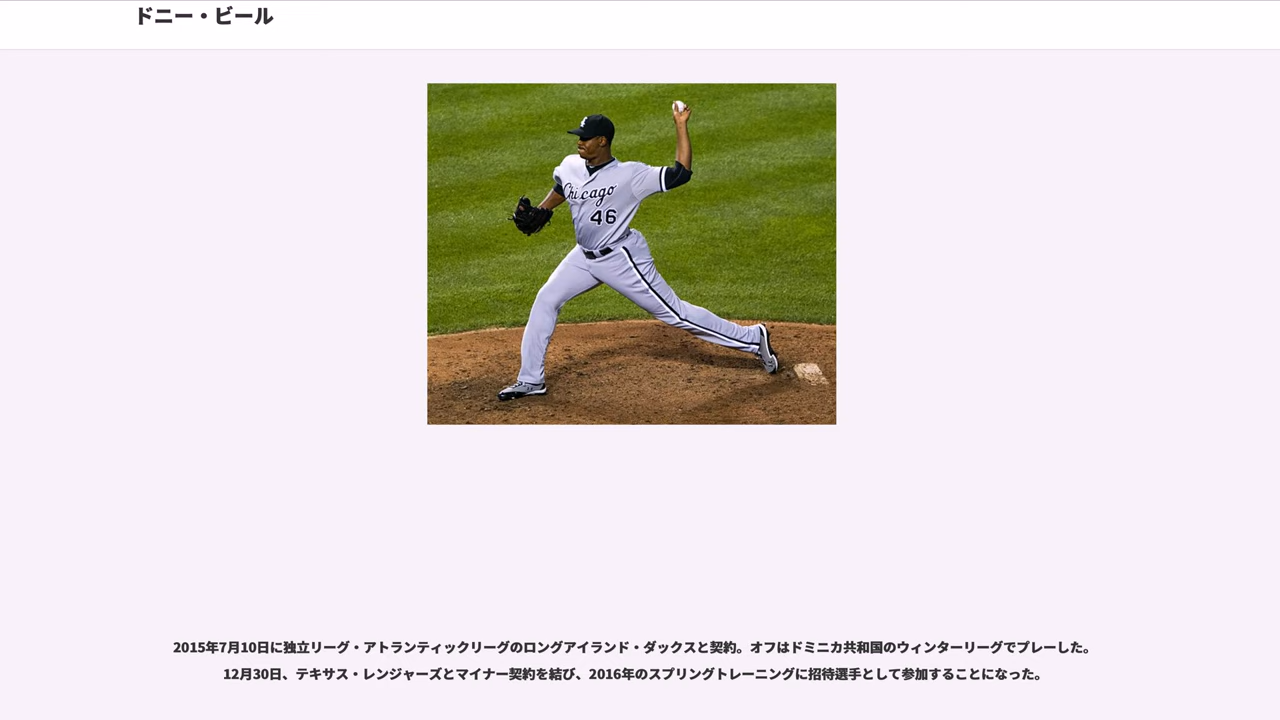 ドニー・ビール
Chicago
46
2015年7月10日に独立リーグ・アトランティックリーグのロングアイランド・ダックスと契約。オフはドミニカ共和国のウィンターリーグでプレーした。
12月30日、テキサス・レンジャーズとマイナー契約を結び、2016年のスプリングトレーニングに招待選手として参加することになった。